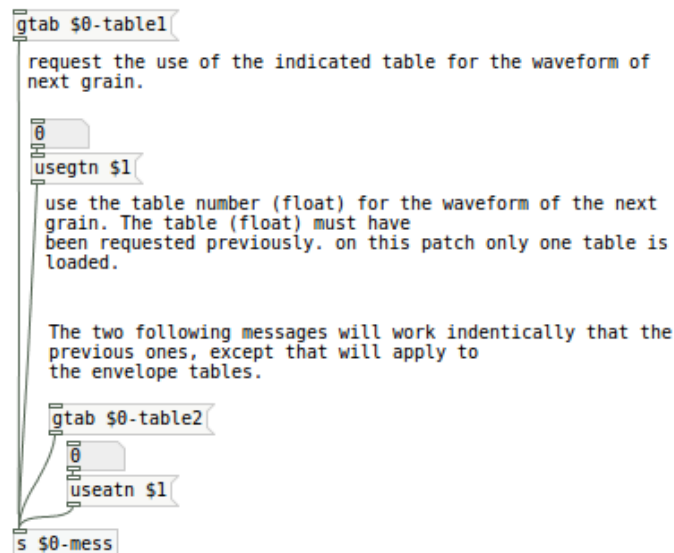 gtab $0-table1
request the use of the indicated table for the waveform of
next grain.
0
usegtn $1
use the table number (float) for the waveform of the next
grain. The table (float) must have
been requested previously. on this patch only one table is
loaded.
The two following messages will work indentically that the
previous ones, except that will apply to
the envelope tables.
gtab $0-table2
0
useatn $1
s $0-mess